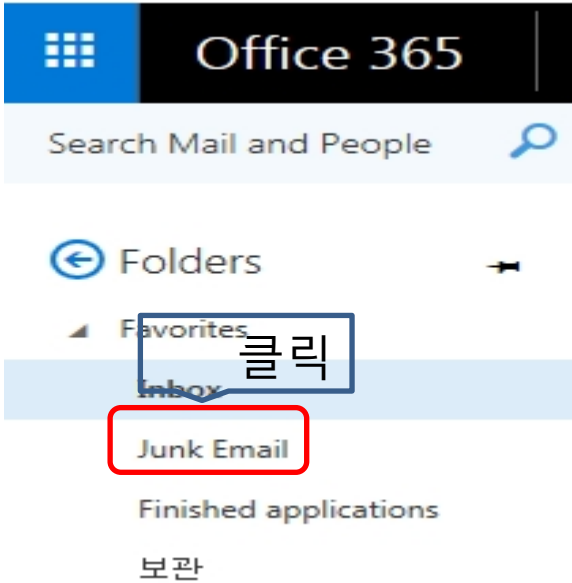 Office 365
Search Mail and People
Folders
Favorites
클릭
Inbox
Junk Email
Finished applications
보관